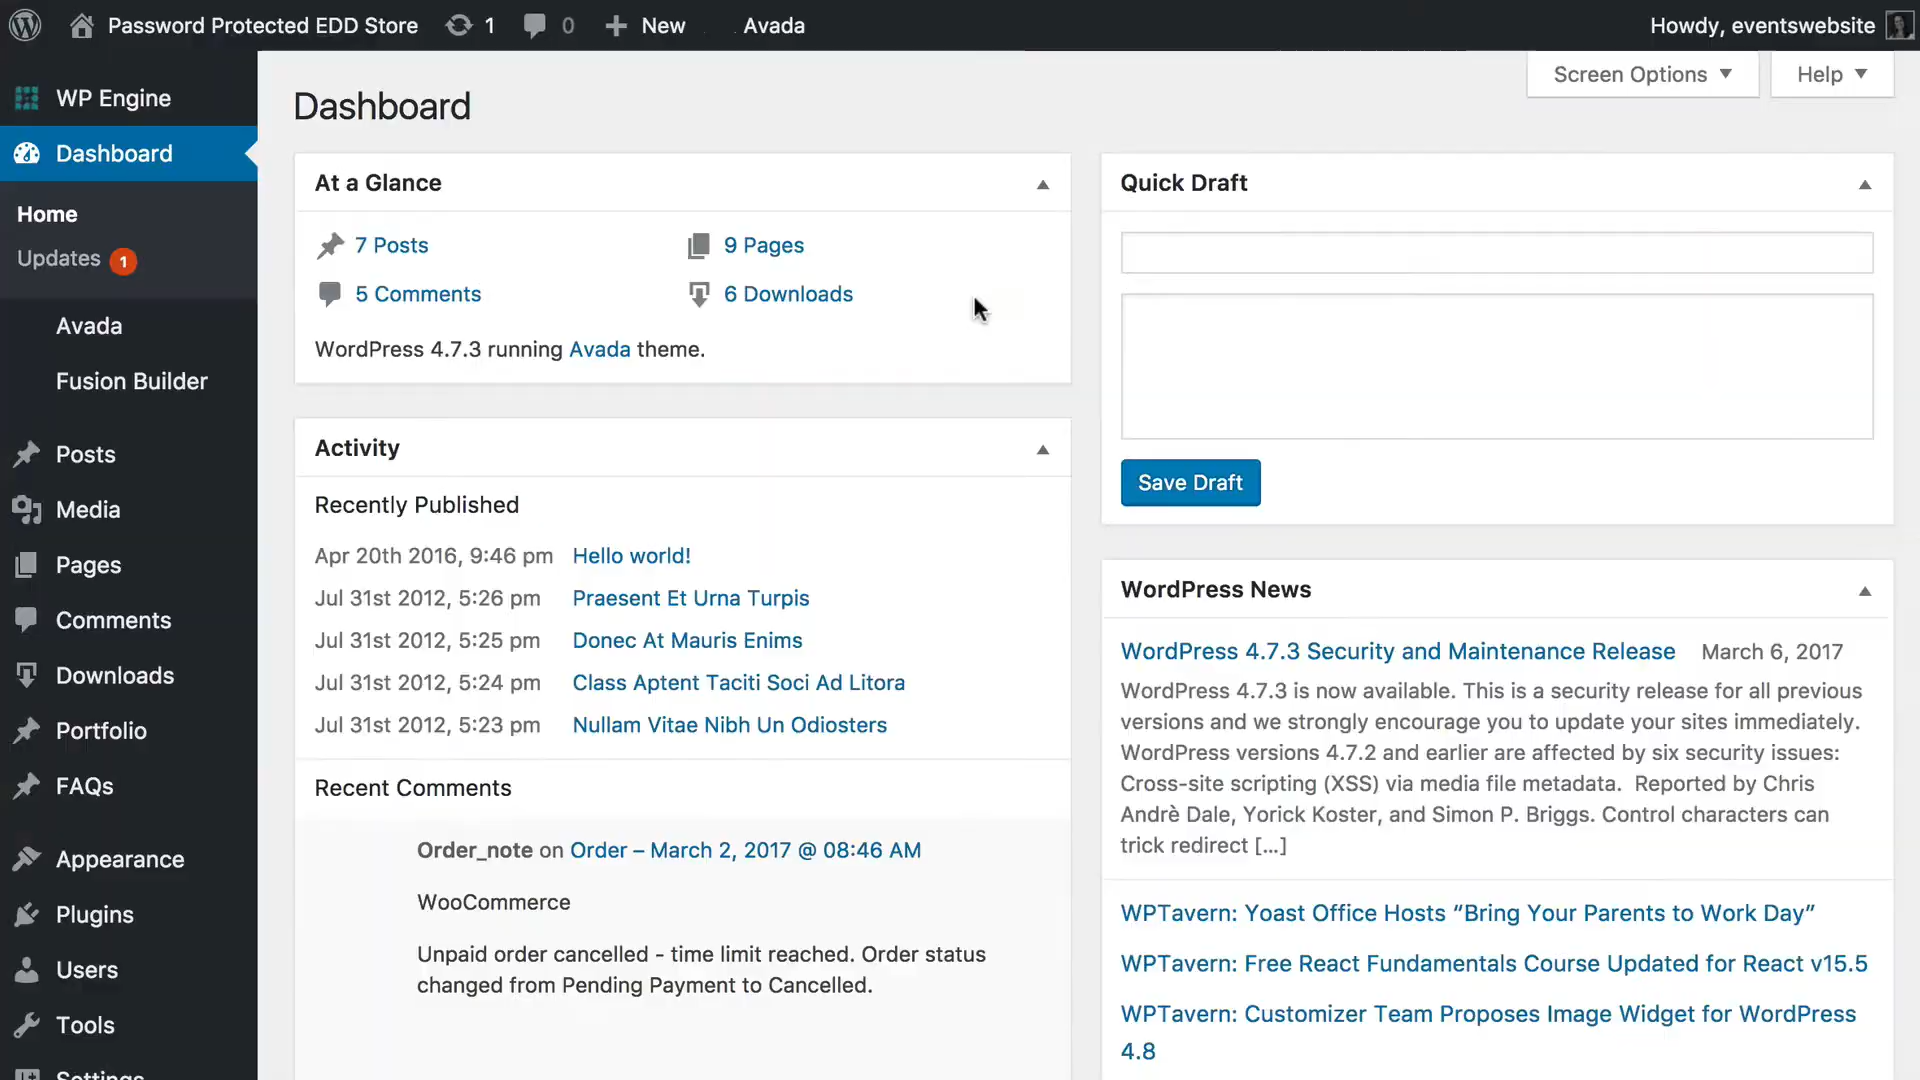 Password Protected EDD Store 1 0 New Avada Howdy, eventswebsite
WP Engine
Dashboard
Home
Updates 1
Avada
Fusion Builder
Posts
Media
Pages
Comments
Downloads
Portfolio
FAQs
Appearance
Plugins
Users
Tools
Settings
Screen Options Help
Dashboard
At a Glance
7 Posts 9 Pages
5 Comments 6 Downloads
WordPress 4.7.3 running Avada theme.
Activity
Recently Published
Apr 20th 2016, 9:46 pm Hello world!
Jul 31st 2012, 5:26 pm Praesent Et Urna Turpis
Jul 31st 2012, 5:25 pm Donec At Mauris Enims
Jul 31st 2012, 5:24 pm Class Aptent Taciti Soci Ad Litora
Jul 31st 2012, 5:23 pm Nullam Vitae Nibh Un Odiosters
Recent Comments
Order_note on Order – March 2, 2017 @ 08:46 AM
WooCommerce
Unpaid order cancelled - time limit reached. Order status
changed from Pending Payment to Cancelled.
Quick Draft
Save Draft
WordPress News
WordPress 4.7.3 Security and Maintenance Release March 6, 2017
WordPress 4.7.3 is now available. This is a security release for all previous
versions and we strongly encourage you to update your sites immediately.
WordPress versions 4.7.2 and earlier are affected by six security issues:
Cross-site scripting (XSS) via media file metadata.  Reported by Chris
Andrè Dale, Yorick Koster, and Simon P. Briggs. Control characters can
trick redirect […]
WPTavern: Yoast Office Hosts “Bring Your Parents to Work Day”
WPTavern: Free React Fundamentals Course Updated for React v15.5
WPTavern: Customizer Team Proposes Image Widget for WordPress
4.8